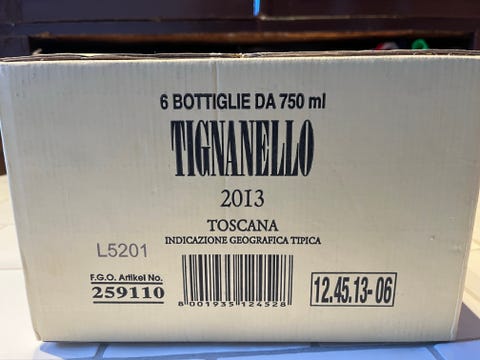 6 BOTTIGLIE DA 750 ml
TIGNANELLO
2013
TOSCANA
INDICAZIONE GEOGRAFICA TIPICA
L5201
F.G.O. Artikel No.
259110
8 001935 124528
12.45.13-06